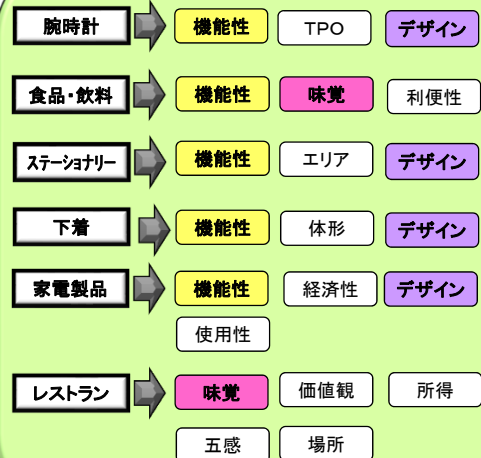 腕時計 機能性 TPO デザイン
食品・飲料 機能性 味覚 利便性
ステーショナリー 機能性 エリア デザイン
下着 機能性 体形 デザイン
家電製品 機能性 経済性 デザイン
使用性
レストラン 味覚 価値観 所得
五感 場所